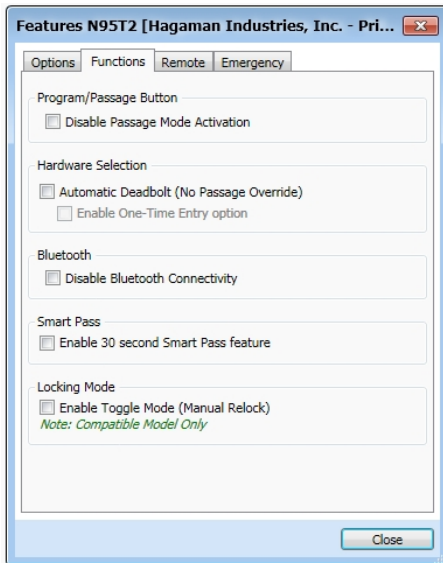 Features N95T2 [Hagaman Industries, Inc. - Pri...
Options Functions Remote Emergency
Program/Passage Button
Disable Passage Mode Activation
Hardware Selection
Automatic Deadbolt (No Passage Override)
Enable One-Time Entry option
Bluetooth
Disable Bluetooth Connectivity
Smart Pass
Enable 30 second Smart Pass feature
Locking Mode
Enable Toggle Mode (Manual Relock)
Note: Compatible Model Only
Close